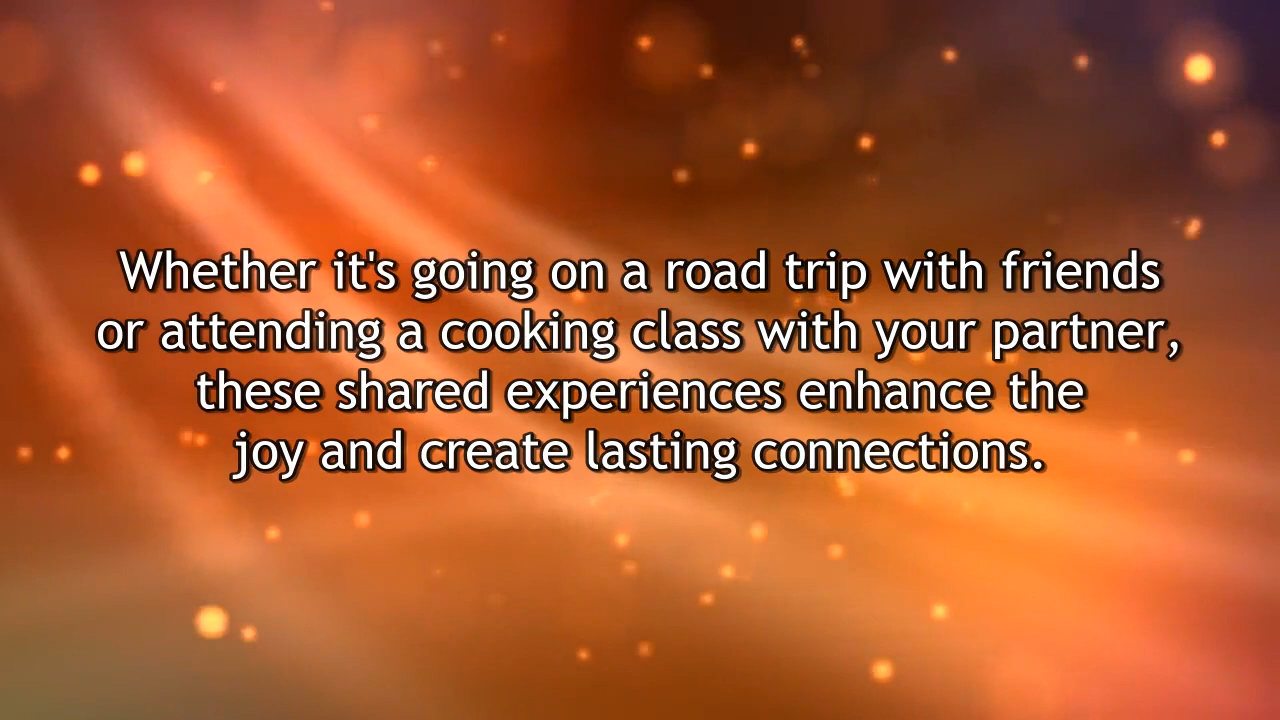 Whether it's going on a road trip with friends
or attending a cooking class with your partner,
these shared experiences enhance the
joy and create lasting connections.